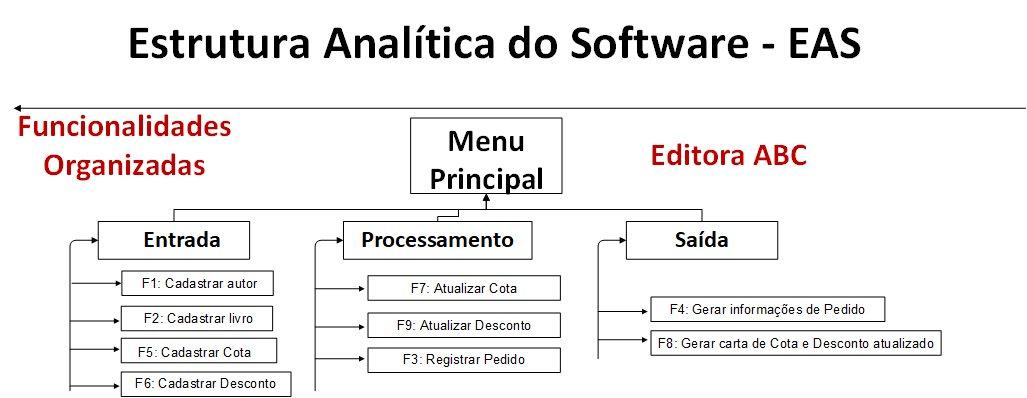 Estrutura Analítica do Software - EAS
Funcionalidades
Organizadas
Menu
Principal
Editora ABC
Entrada
F1: Cadastrar autor
F2: Cadastrar livro
F5: Cadastrar Cota
F6: Cadastrar Desconto
Processamento
F7: Atualizar Cota
F9: Atualizar Desconto
F3: Registrar Pedido
Saída
F4: Gerar informações de Pedido
F8: Gerar carta de Cota e Desconto atualizado